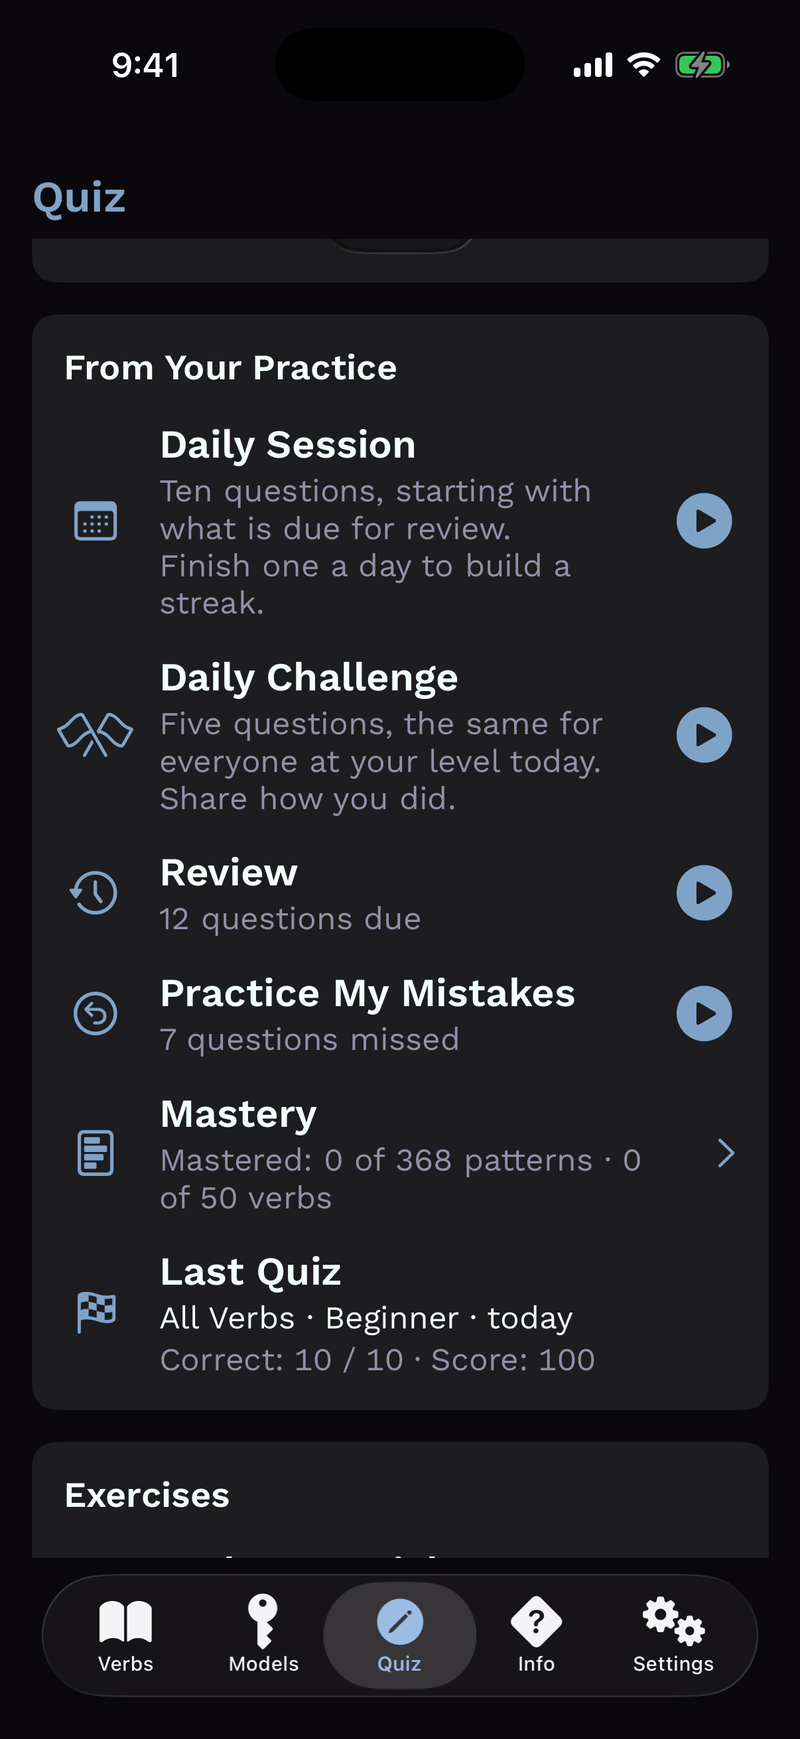 9:41
Quiz
From Your Practice
Daily Session
Ten questions, starting with
what is due for review.
Finish one a day to build a
streak.
Daily Challenge
Five questions, the same for
everyone at your level today.
Share how you did.
Review
12 questions due
Practice My Mistakes
7 questions missed
Mastery
Mastered: 0 of 368 patterns · 0
of 50 verbs
Last Quiz
All Verbs · Beginner · today
Correct: 10 / 10 · Score: 100
Exercises
Verbs
Models
Quiz
Info
Settings